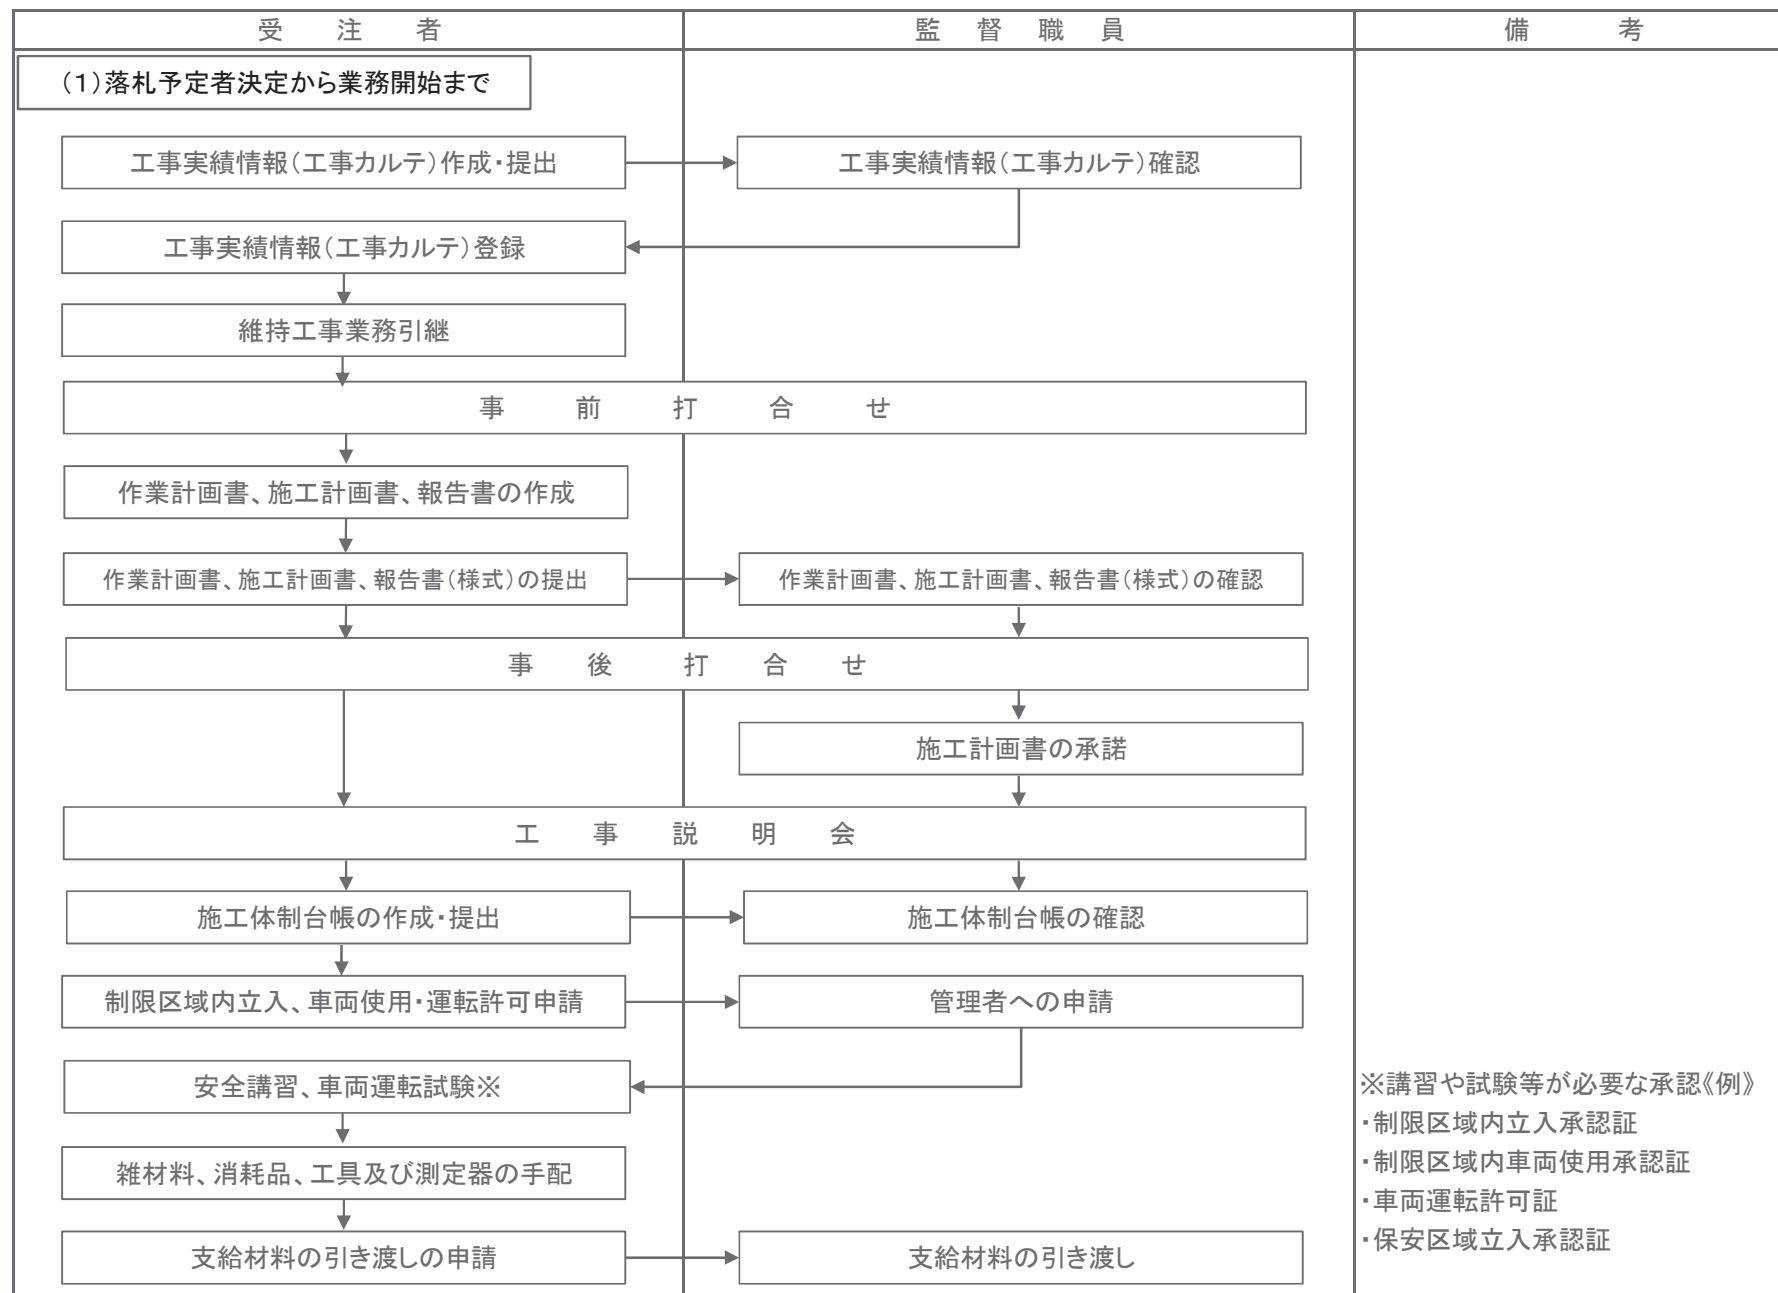 受注者
監督職員
備考
(1)落札予定者決定から業務開始まで
工事実績情報(工事カルテ)作成・提出
工事実績情報(工事カルテ)確認
工事実績情報(工事カルテ)登録
維持工事業務引継
事前打合せ
作業計画書、施工計画書、報告書の作成
作業計画書、施工計画書、報告書(様式)の提出
作業計画書、施工計画書、報告書(様式)の確認
事後打合せ
施工計画書の承諾
工事説明会
施工体制台帳の作成・提出
施工体制台帳の確認
制限区域内立入、車両使用・運転許可申請
管理者への申請
安全講習、車両運転試験※
雑材料、消耗品、工具及び測定器の手配
支給材料の引き渡しの申請
支給材料の引き渡し
※講習や試験等が必要な承認《例》
・制限区域内立入承認証
・制限区域内車両使用承認証
・車両運転許可証
・保安区域立入承認証